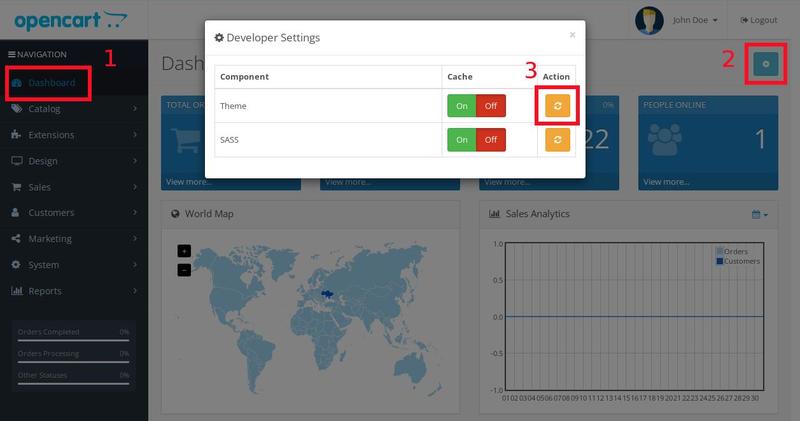 opencart
John Doe
Logout
NAVIGATION
1
Dashboard
Catalog
Extensions
Design
Sales
Customers
Marketing
System
Reports
Orders Completed 0%
Orders Processing 0%
Other Statuses 0%
Dash
2
Developer Settings
×
3
Component Cache Action
Theme On Off
SASS On Off
TOTAL OR
0%
PEOPLE ONLINE
22
1
View more...
View more...
View more...
View more...
World Map
+
−
Sales Analytics
Orders
Customers
1.0
0.5
0.0
-0.5
-1.0
01 02 03 04 05 06 07 08 09 10 11 12 13 14 15 16 17 18 19 20 21 22 23 24 25 26 27 28 29 30